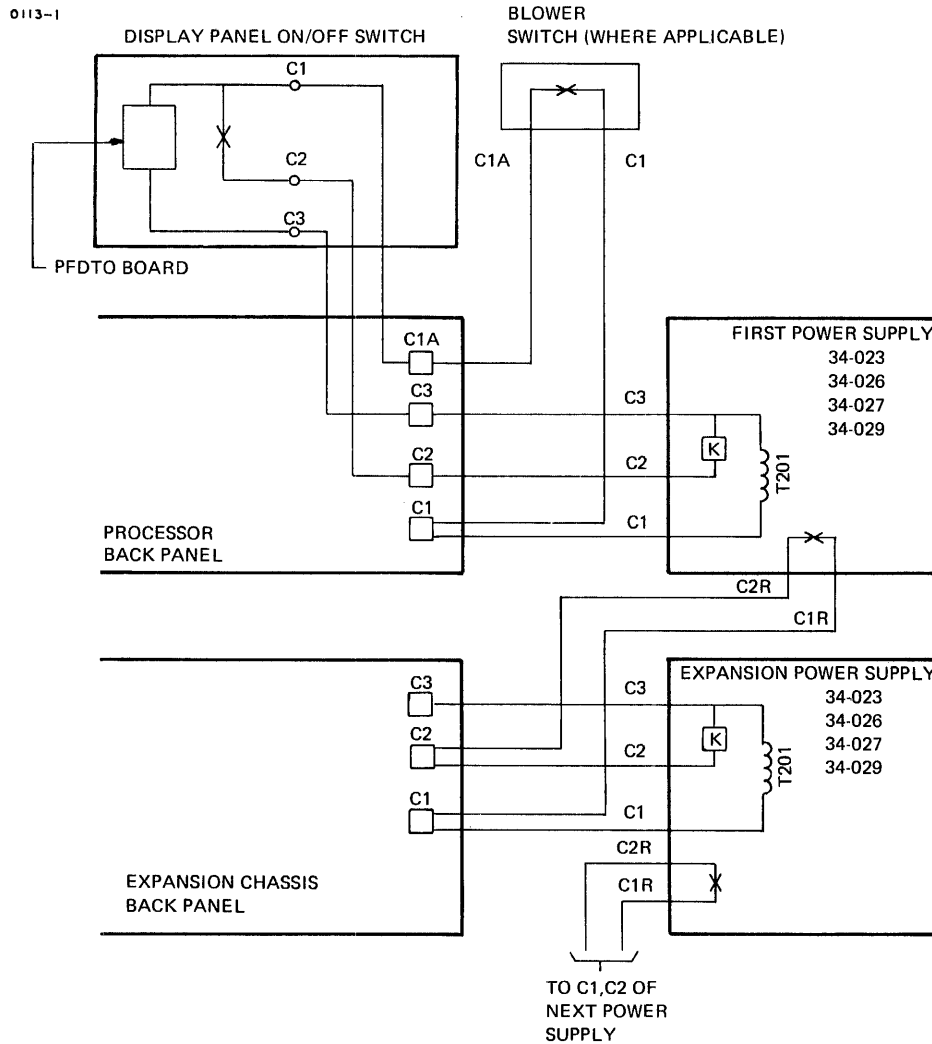 0113-1
BLOWER
SWITCH (WHERE APPLICABLE)
DISPLAY PANEL ON/OFF SWITCH
C1
C2
C3
C1A
C1
PFDTO BOARD
C1A
C3
C2
C1
PROCESSOR
BACK PANEL
C3
C2
C1
FIRST POWER SUPPLY
34-023
34-026
34-027
34-029
K
T201
C2R
C1R
C3
C2
C1
EXPANSION CHASSIS
BACK PANEL
C3
C2
C1
EXPANSION POWER SUPPLY
34-023
34-026
34-027
34-029
K
T201
C2R
C1R
TO C1,C2 OF
NEXT POWER
SUPPLY